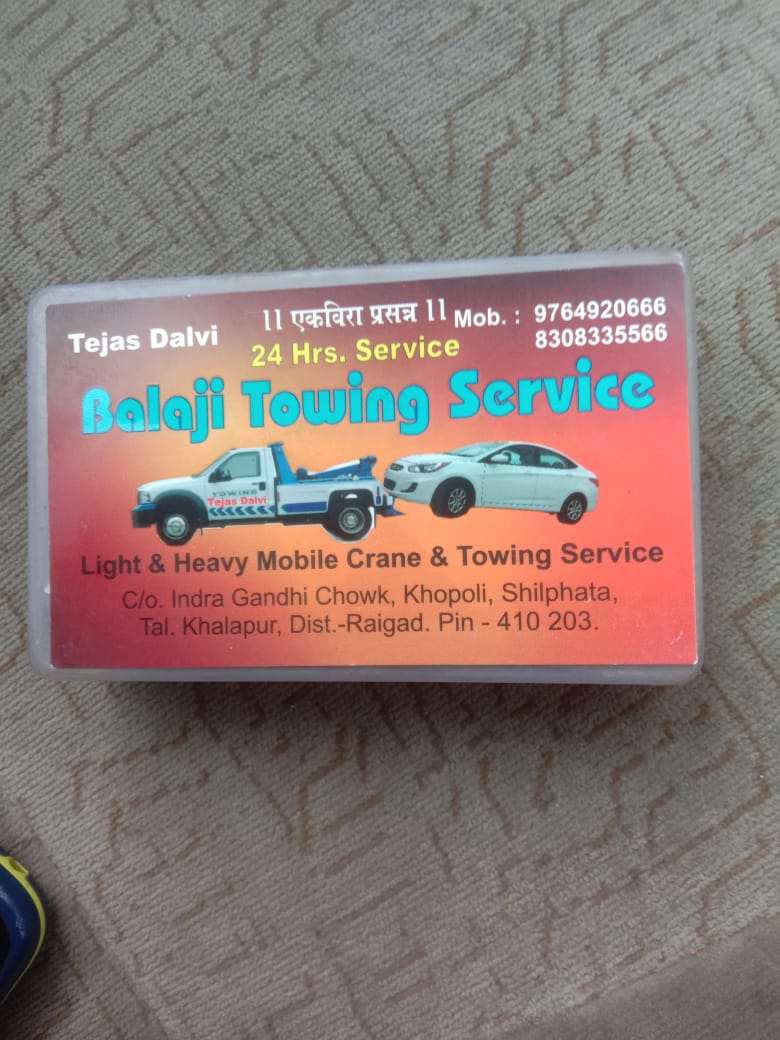 Tejas Dalvi
।। एकविरा प्रसन्न ।।
Mob. : 9764920666
8308335566
24 Hrs. Service
Balaji Towing Service
TOWING
Tejas Dalvi
Light & Heavy Mobile Crane & Towing Service
C/o. Indra Gandhi Chowk, Khopoli, Shilphata,
Tal. Khalapur, Dist.-Raigad. Pin - 410 203.